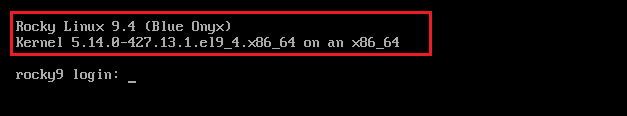 Rocky Linux 9.4 (Blue Onyx)
Kernel 5.14.0-427.13.1.el9_4.x86_64 on an x86_64
rocky9 login: _